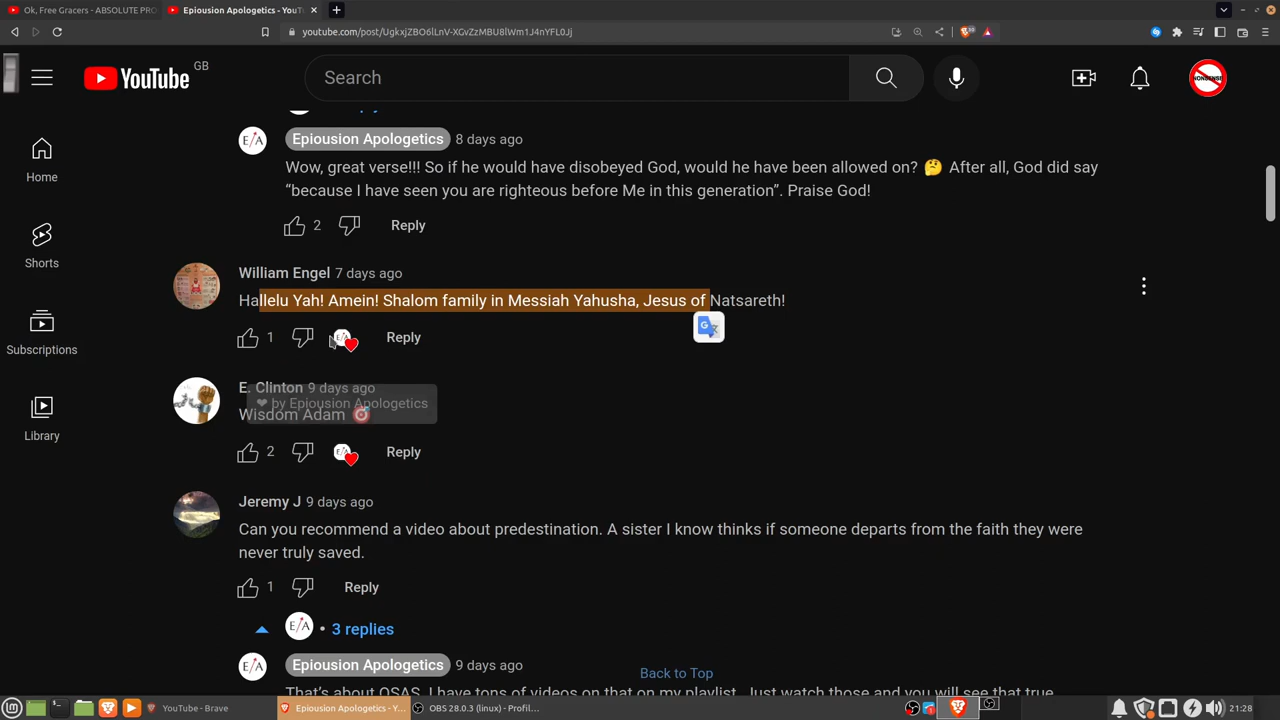 Ok, Free Gracers - ABSOLUTE PRO
Epiousion Apologetics - YouT
youtube.com/post/UgkxjZBO6lLnV-XGvZzMBU8lWm1J4nYFL0Jj
YouTube GB
Search
NONSENSE
Home
Shorts
Subscriptions
Library
E/A Epiousion Apologetics 8 days ago
Wow, great verse!!! So if he would have disobeyed God, would he have been allowed on? 🤔 After all, God did say
“because I have seen you are righteous before Me in this generation”. Praise God!
2 Reply
William Engel 7 days ago
Hallelu Yah! Amein! Shalom family in Messiah Yahusha, Jesus of Natsareth!
1 E/A Reply
E. Clinton 9 days ago
❤ by Epiousion Apologetics
Wisdom Adam 🎯
2 E/A Reply
Jeremy J 9 days ago
Can you recommend a video about predestination. A sister I know thinks if someone departs from the faith they were
never truly saved.
1 Reply
E/A • 3 replies
E/A Epiousion Apologetics 9 days ago
Back to Top
That's about OSAS. I have tons of videos on that on my playlist. Just watch those and you will see that true
YouTube - Brave
Epiousion Apologetics - Y...
OBS 28.0.3 (linux) - Profil...
21:28